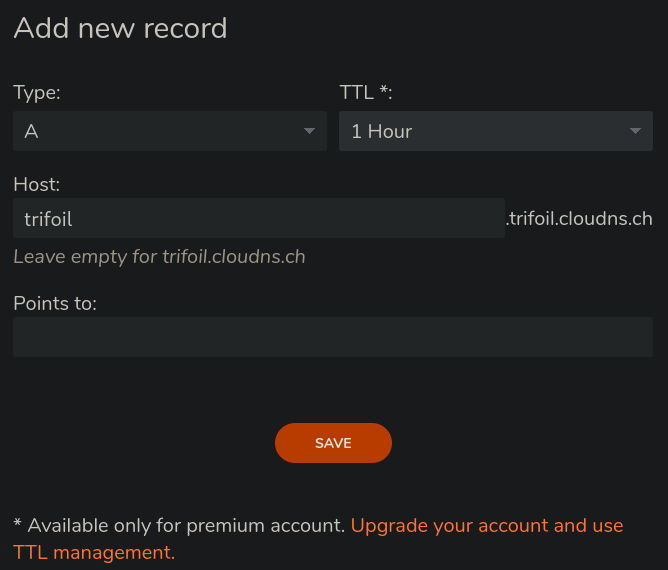 Add new record
Type:
TTL *:
A
1 Hour
Host:
trifoil
.trifoil.cloudns.ch
Leave empty for trifoil.cloudns.ch
Points to:
SAVE
* Available only for premium account. Upgrade your account and use
TTL management.